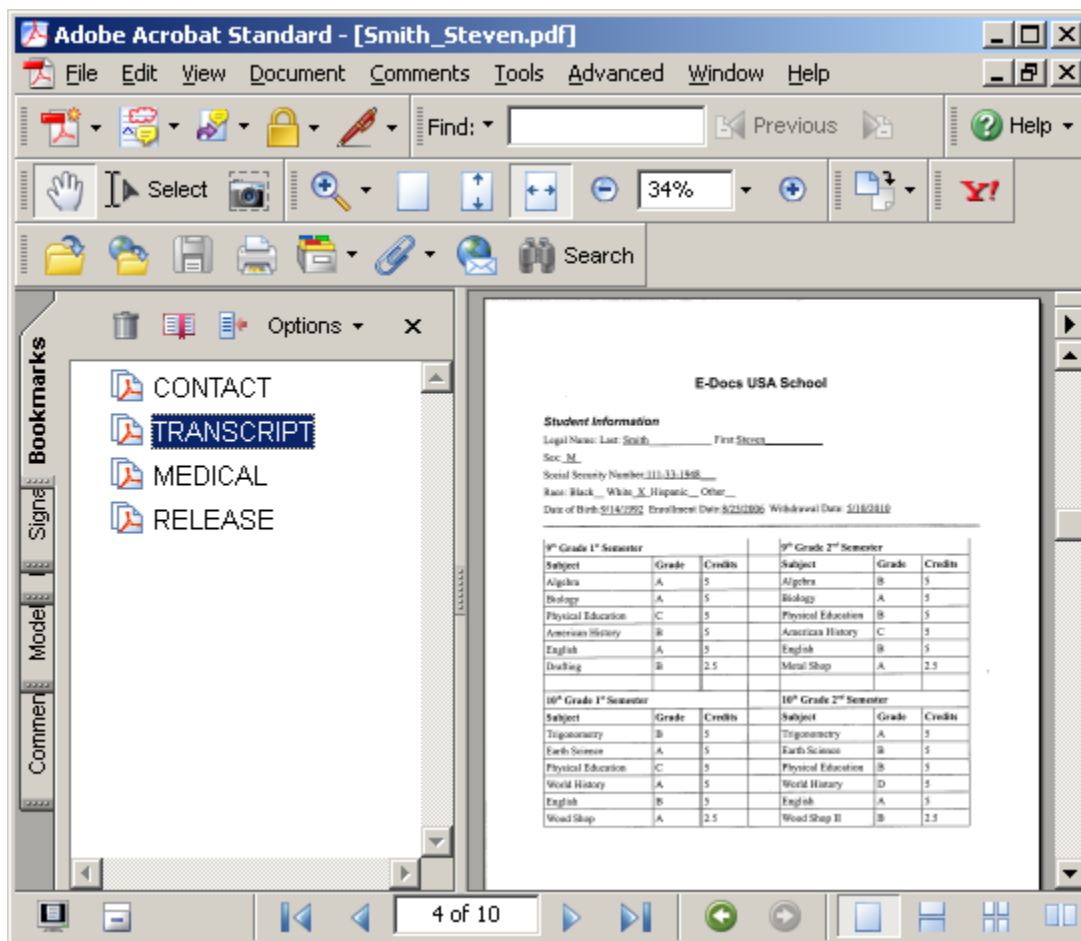 Adobe Acrobat Standard - [Smith_Steven.pdf]
File Edit View Document Comments Tools Advanced Window Help
Find: Previous Help
Select 34% Y!
Search
Options
Bookmarks
Signa
Model
Commen
CONTACT
TRANSCRIPT
MEDICAL
RELEASE
E-Docs USA School
Student Information
Legal Name: Last: Smith First: Steven
Sex: M
Social Security Number: 111-33-1948
Race: Black__ White_X_Hispanic__ Other__
Date of Birth: 9/14/1992 Enrollment Date: 8/25/2006 Withdrawal Date: 5/18/2010
9th Grade 1st Semester 9th Grade 2nd Semester
Subject Grade Credits Subject Grade Credits
Algebra A 5 Algebra B 5
Biology A 5 Biology A 5
Physical Education C 5 Physical Education B 5
American History B 5 American History C 5
English A 5 English B 5
Drafting B 2.5 Metal Shop A 2.5
10th Grade 1st Semester 10th Grade 2nd Semester
Subject Grade Credits Subject Grade Credits
Trigonometry B 5 Trigonometry A 5
Earth Science A 5 Earth Science B 5
Physical Education C 5 Physical Education B 5
World History A 5 World History D 5
English B 5 English A 5
Wood Shop A 2.5 Wood Shop II B 2.5
4 of 10